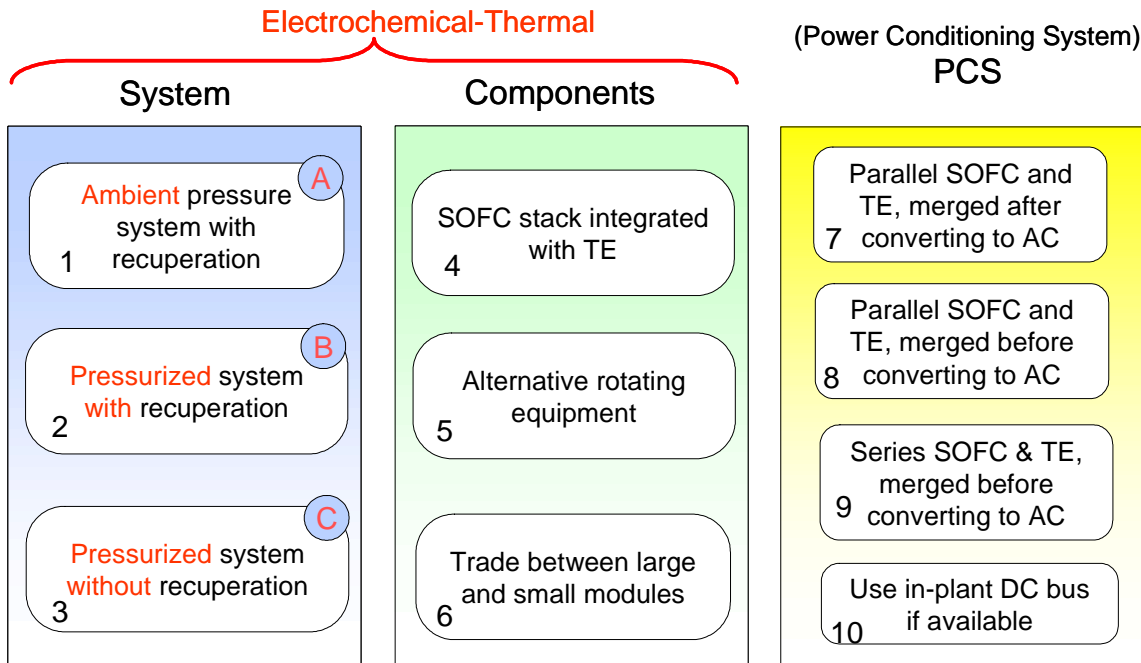 Electrochemical-Thermal
(Power Conditioning System)
PCS
System
Components
A
Ambient pressure
system with
recuperation
1
B
Pressurized system
with recuperation
2
C
Pressurized system
without recuperation
3
SOFC stack integrated
with TE
4
Alternative rotating
equipment
5
Trade between large
and small modules
6
Parallel SOFC and
TE, merged after
converting to AC
7
Parallel SOFC and
TE, merged before
converting to AC
8
Series SOFC & TE,
merged before
converting to AC
9
Use in-plant DC bus
if available
10